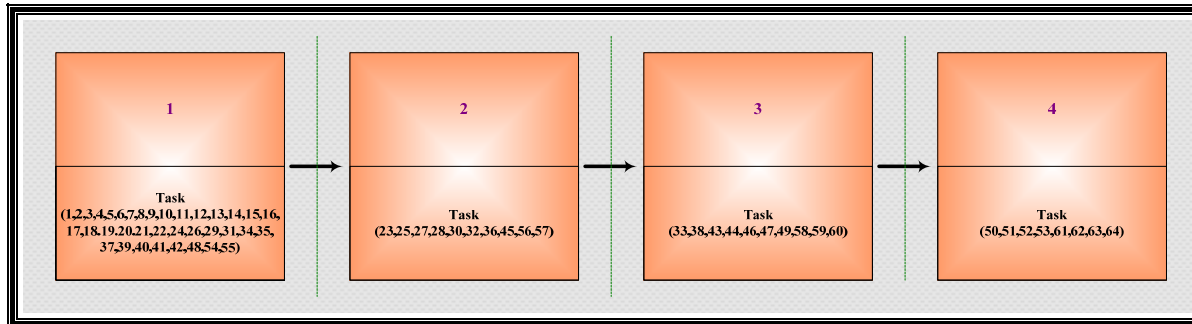 1
Task
(1,2,3,4,5,6,7,8,9,10,11,12,13,14,15,16,
17,18.19.20.21,22,24,26,29,31,34,35,
37,39,40,41,42,48,54,55)
2
Task
(23,25,27,28,30,32,36,45,56,57)
3
Task
(33,38,43,44,46,47,49,58,59,60)
4
Task
(50,51,52,53,61,62,63,64)